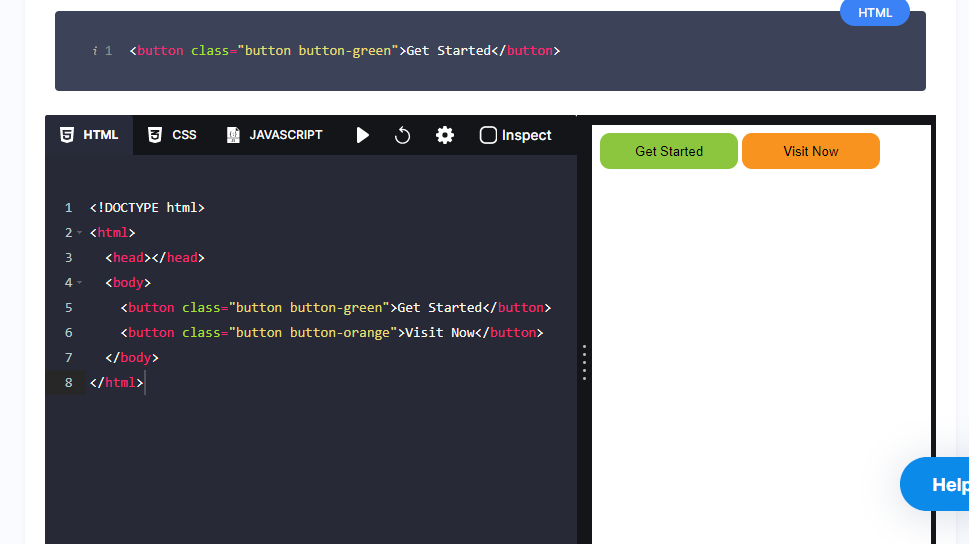 HTML
i 1 <button class="button button-green">Get Started</button>
HTML CSS JAVASCRIPT Inspect
Get Started Visit Now
1 <!DOCTYPE html>
2 <html>
3 <head></head>
4 <body>
5 <button class="button button-green">Get Started</button>
6 <button class="button button-orange">Visit Now</button>
7 </body>
8 </html>
Help